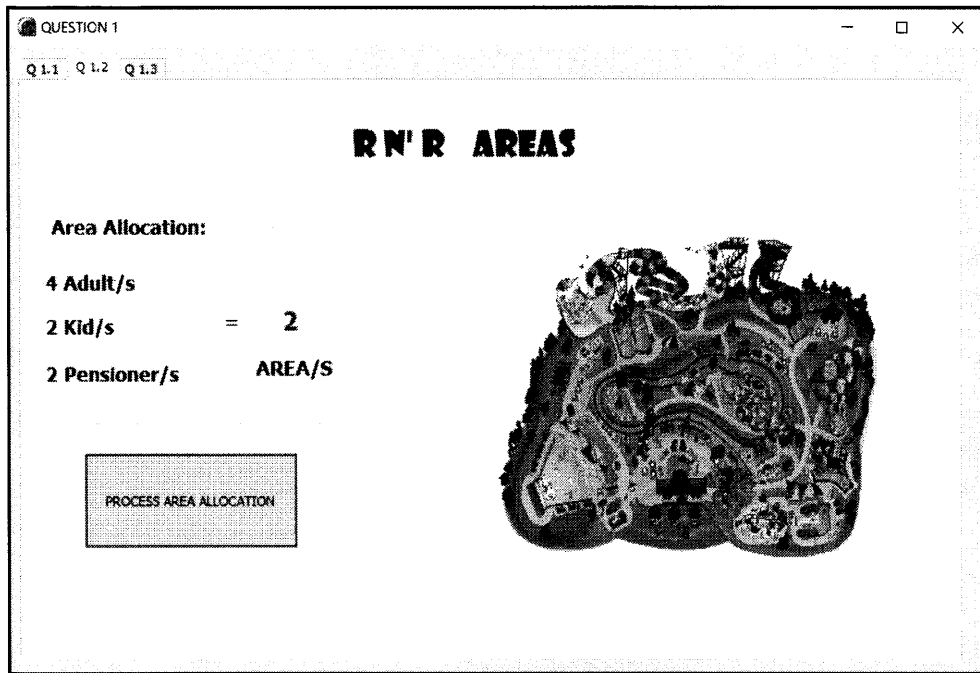 QUESTION 1
Q 1.1 Q 1.2 Q 1.3
R N' R AREAS
Area Allocation:
4 Adult/s
2 Kid/s = 2
2 Pensioner/s AREA/S
PROCESS AREA ALLOCATION